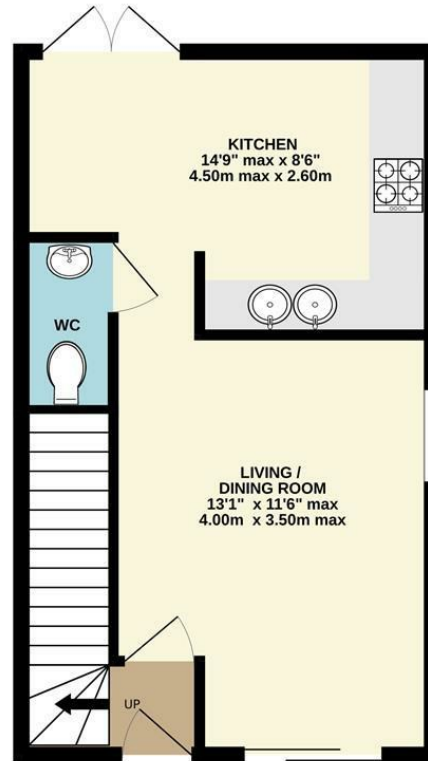 KITCHEN
14'9" max x 8'6"
4.50m max x 2.60m
WC
LIVING /
DINING ROOM
13'1" x 11'6" max
4.00m x 3.50m max
UP